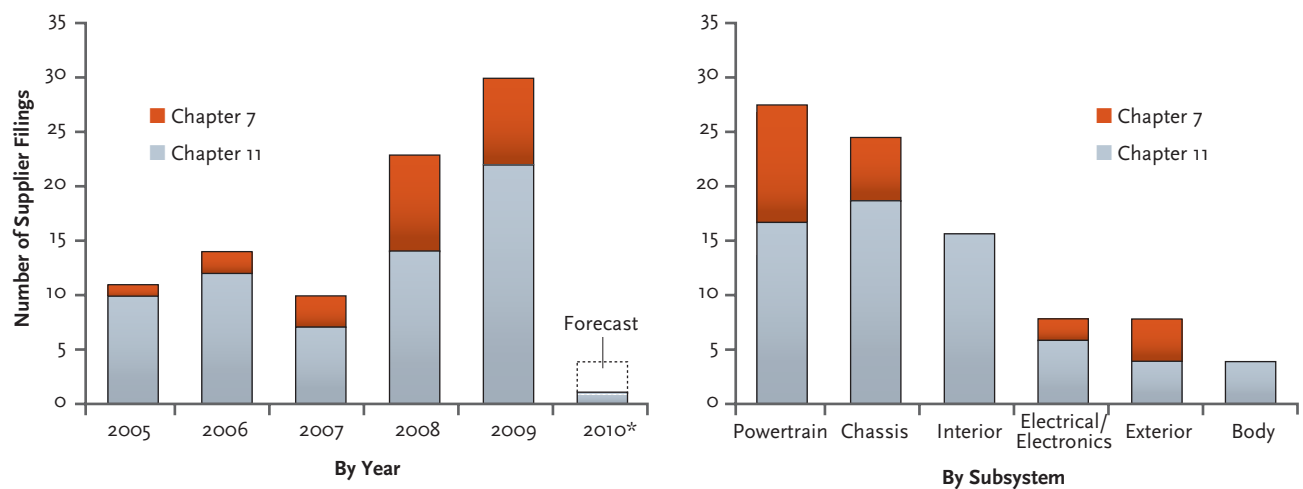 Number of Supplier Filings
35
30
25
20
15
10
5
0
Chapter 7
Chapter 11
Forecast
2005
2006
2007
2008
2009
2010*
By Year
35
30
25
20
15
10
5
0
Chapter 7
Chapter 11
Powertrain
Chassis
Interior
Electrical/
Electronics
Exterior
Body
By Subsystem